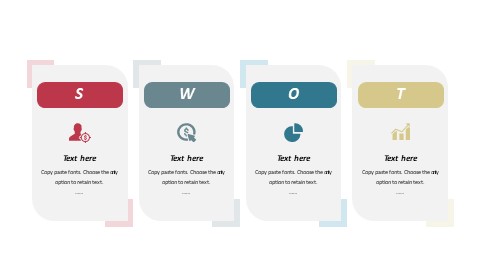 S
W
O
T
Text here
Copy paste fonts. Choose the only
option to retain text.
......
Text here
Copy paste fonts. Choose the only
option to retain text.
......
Text here
Copy paste fonts. Choose the only
option to retain text.
......
Text here
Copy paste fonts. Choose the only
option to retain text.
......